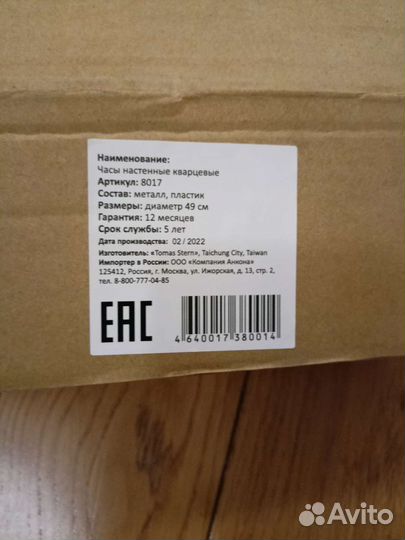 Наименование:
Часы настенные кварцевые
Артикул: 8017
Состав: металл, пластик
Размеры: диаметр 49 см
Гарантия: 12 месяцев
Срок службы: 5 лет
Дата производства: 02 / 2022
Изготовитель: «Tomas Stern», Taichung City, Taiwan
Импортер в России: ООО «Компания Анкона»
125412, Россия, г. Москва, ул. Ижорская, д. 13, стр. 2,
тел. 8-800-777-04-85
EAC
4 640017 380014
Avito